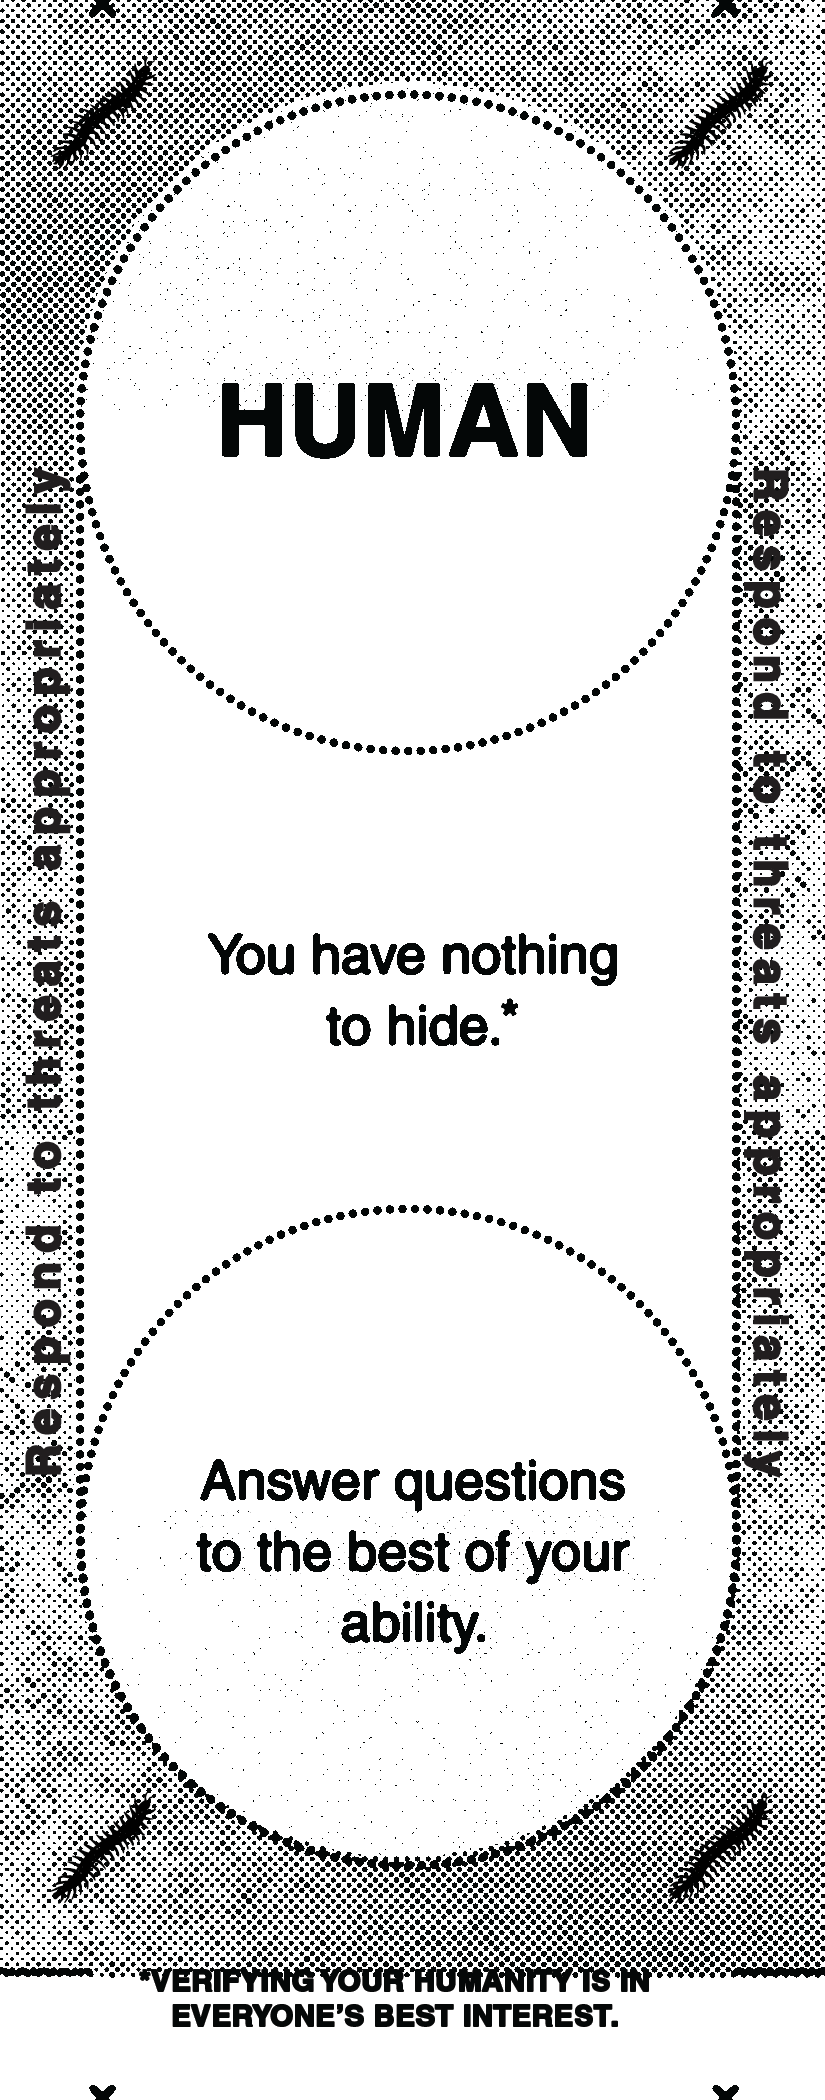 HUMAN
Respond to threats appropriately
Respond to threats appropriately
You have nothing
to hide.*
Answer questions
to the best of your
ability.
*VERIFYING YOUR HUMANITY IS IN
EVERYONE’S BEST INTEREST.